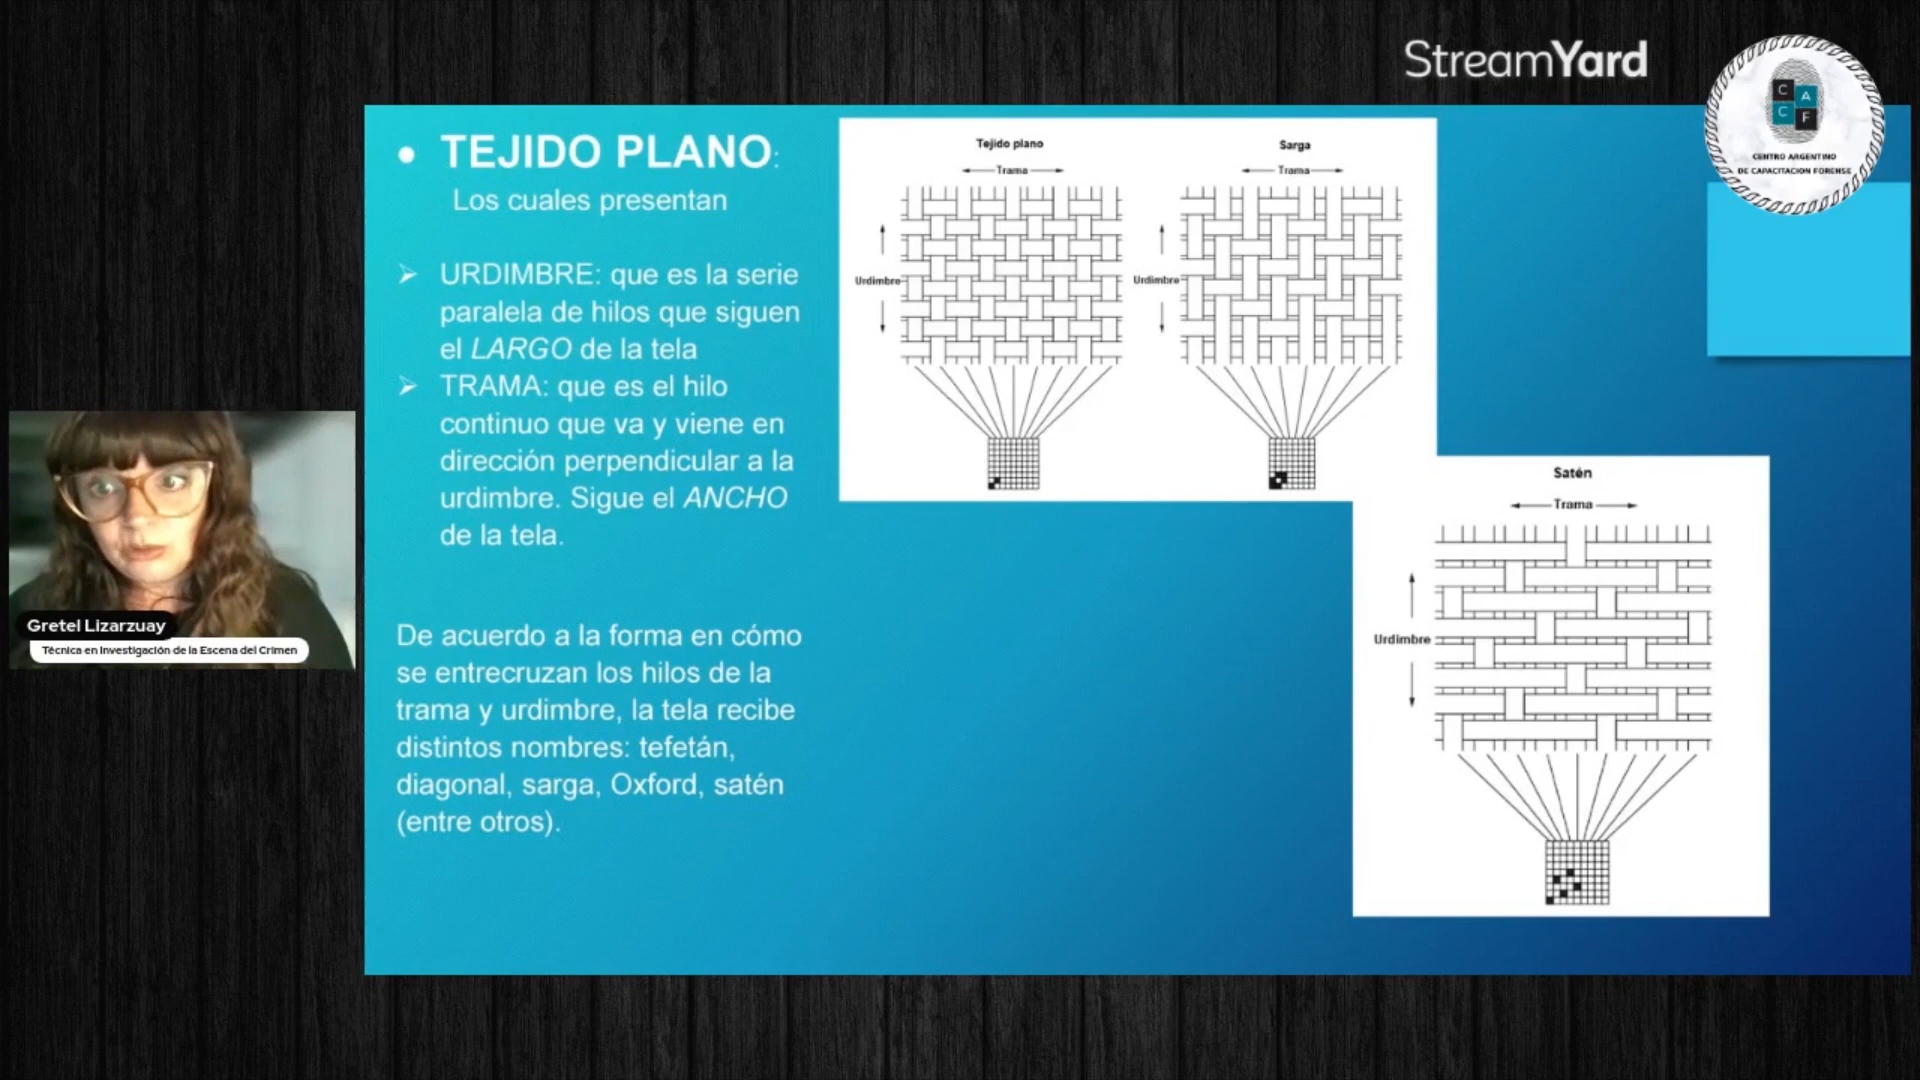 StreamYard
C
A
C
F
CENTRO ARGENTINO
DE CAPACITACION FORENSE
• TEJIDO PLANO:
Los cuales presentan
➢ URDIMBRE: que es la serie
paralela de hilos que siguen
el LARGO de la tela
➢ TRAMA: que es el hilo
continuo que va y viene en
dirección perpendicular a la
urdimbre. Sigue el ANCHO
de la tela.
De acuerdo a la forma en cómo
se entrecruzan los hilos de la
trama y urdimbre, la tela recibe
distintos nombres: tefetán,
diagonal, sarga, Oxford, satén
(entre otros).
Tejido plano
Trama
Urdimbre
Sarga
Trama
Urdimbre
Satén
Trama
Urdimbre
Gretel Lizarzuay
Técnica en Investigación de la Escena del Crimen